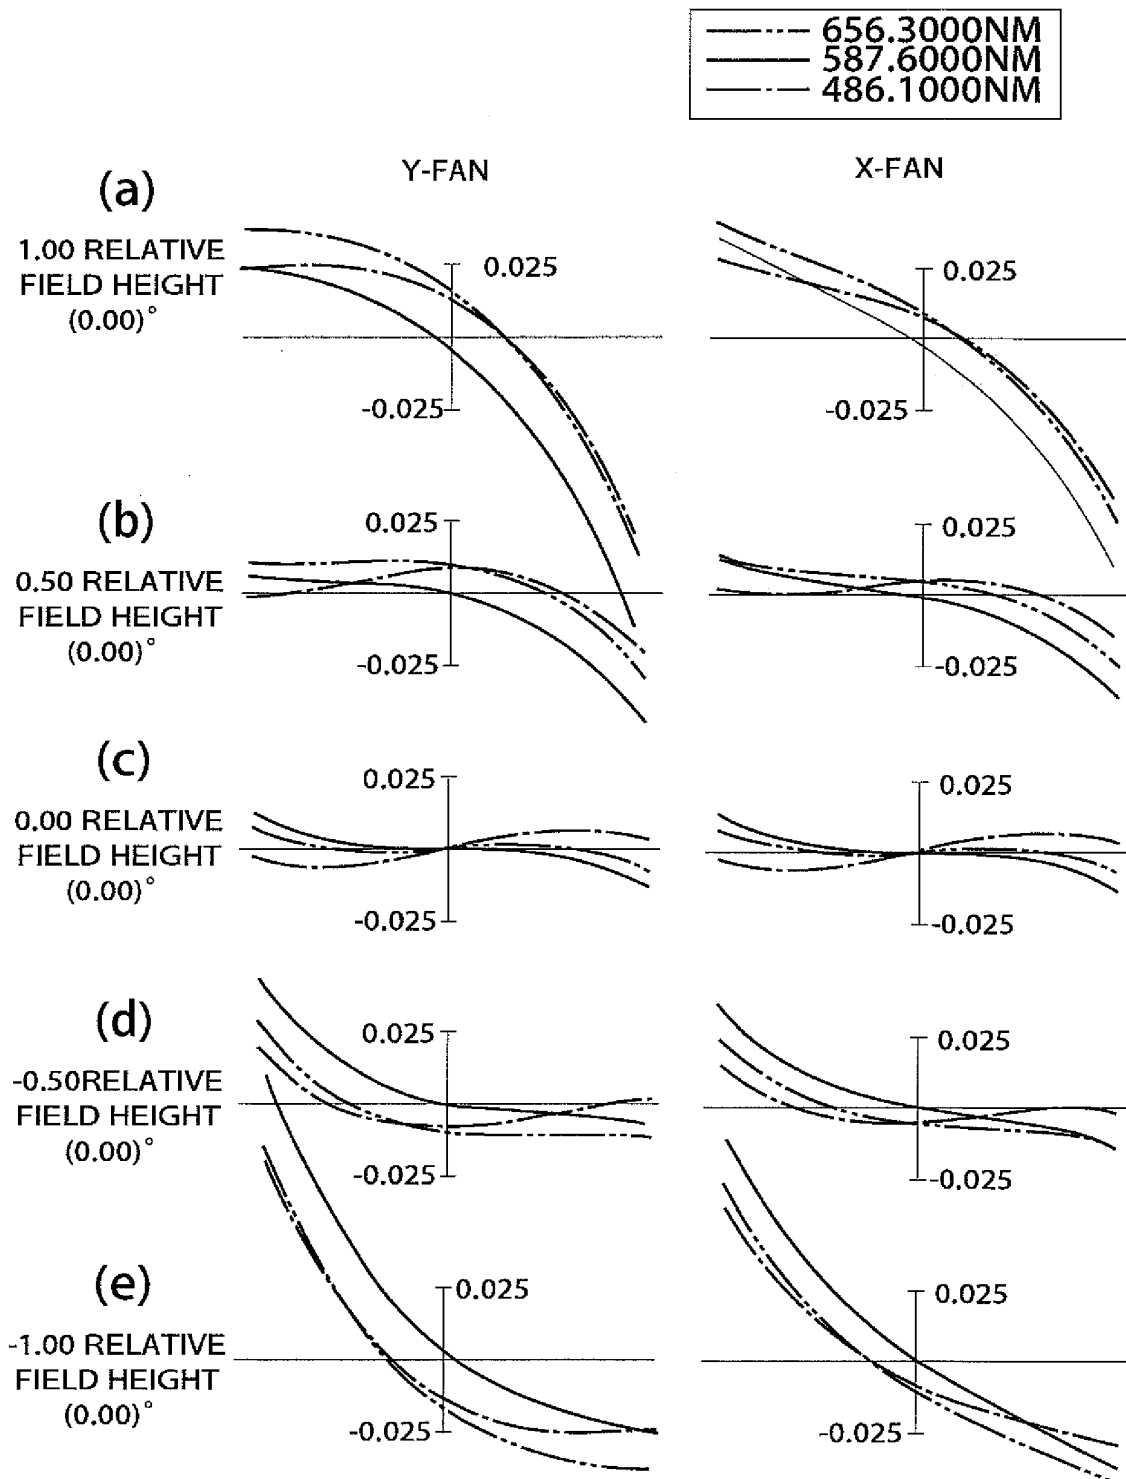 656.3000NM
587.6000NM
486.1000NM
Y-FAN
X-FAN
(a)
1.00 RELATIVE
FIELD HEIGHT
(0.00)°
0.025
-0.025
0.025
-0.025
(b)
0.50 RELATIVE
FIELD HEIGHT
(0.00)°
0.025
-0.025
0.025
-0.025
(c)
0.00 RELATIVE
FIELD HEIGHT
(0.00)°
0.025
-0.025
0.025
-0.025
(d)
-0.50RELATIVE
FIELD HEIGHT
(0.00)°
0.025
-0.025
0.025
-0.025
(e)
-1.00 RELATIVE
FIELD HEIGHT
(0.00)°
0.025
-0.025
0.025
-0.025